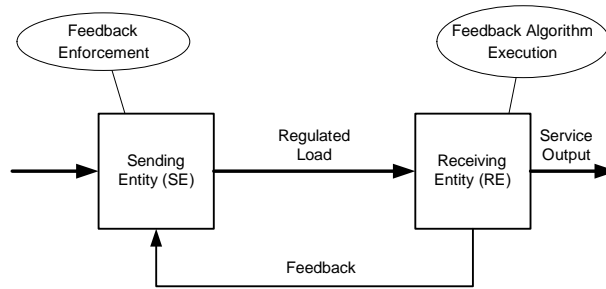 Feedback
Enforcement
Feedback Algorithm
Execution
Sending
Entity (SE)
Regulated
Load
Receiving
Entity (RE)
Service
Output
Feedback